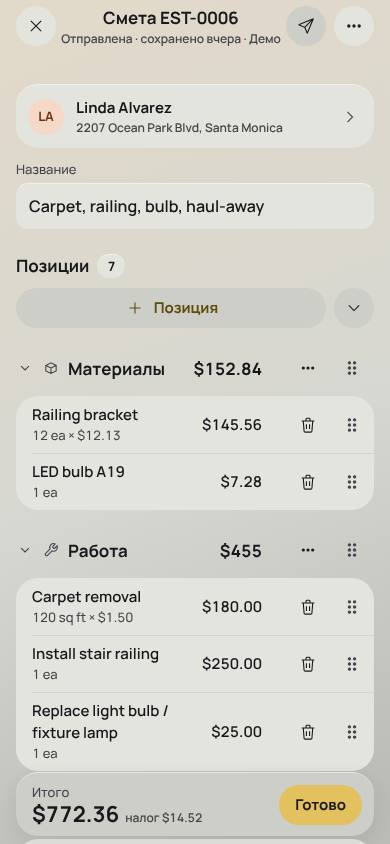 Смета EST-0006
Отправлена · сохранено вчера · Демо
LA
Linda Alvarez
2207 Ocean Park Blvd, Santa Monica
Название
Carpet, railing, bulb, haul-away
Позиции 7
+ Позиция
Материалы $152.84
Railing bracket
12 ea × $12.13
$145.56
LED bulb A19
1 ea
$7.28
Работа $455
Carpet removal
120 sq ft × $1.50
$180.00
Install stair railing
1 ea
$250.00
Replace light bulb /
fixture lamp
1 ea
$25.00
Итого
$772.36 налог $14.52
Готово